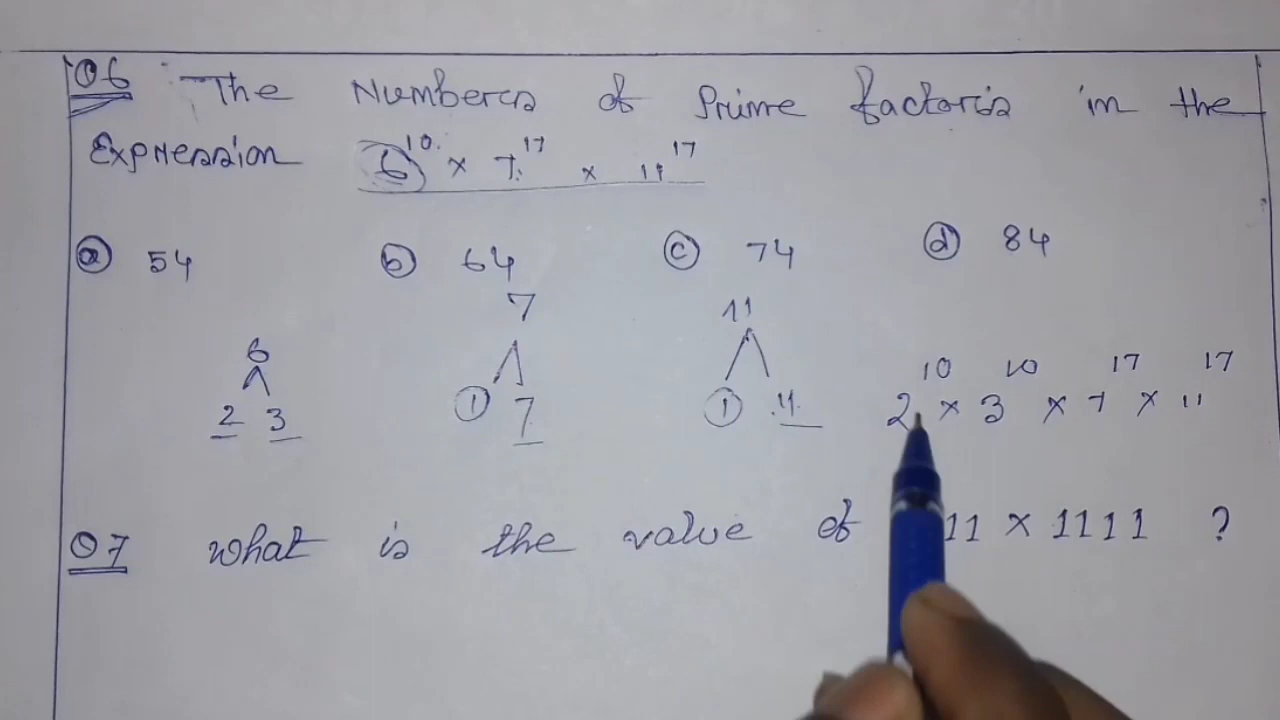 Q6 The Numbers of Prime factors in the
Expression 6^10 × 7^17 × 11^17
ⓐ 54 ⓑ 64 ⓒ 74 ⓓ 84
6
2 3
7
1 7
11
1 11
2^10 × 3^10 × 7^17 × 11^17
Q7 what is the value of 11 × 1111 ?